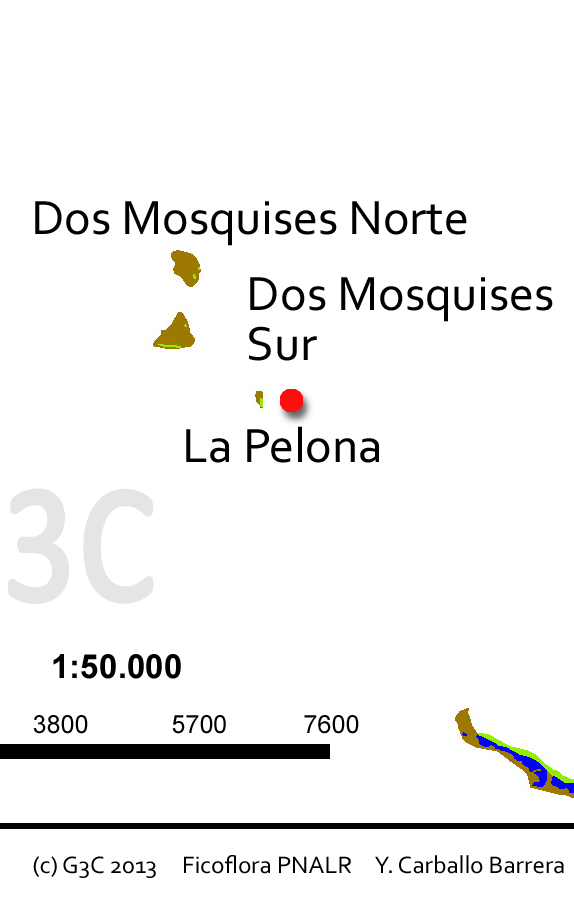 Dos Mosquises Norte
Dos Mosquises
Sur
La Pelona
3C
1:50.000
3800 5700 7600
(c) G3C 2013 Ficoflora PNALR Y. Carballo Barrera